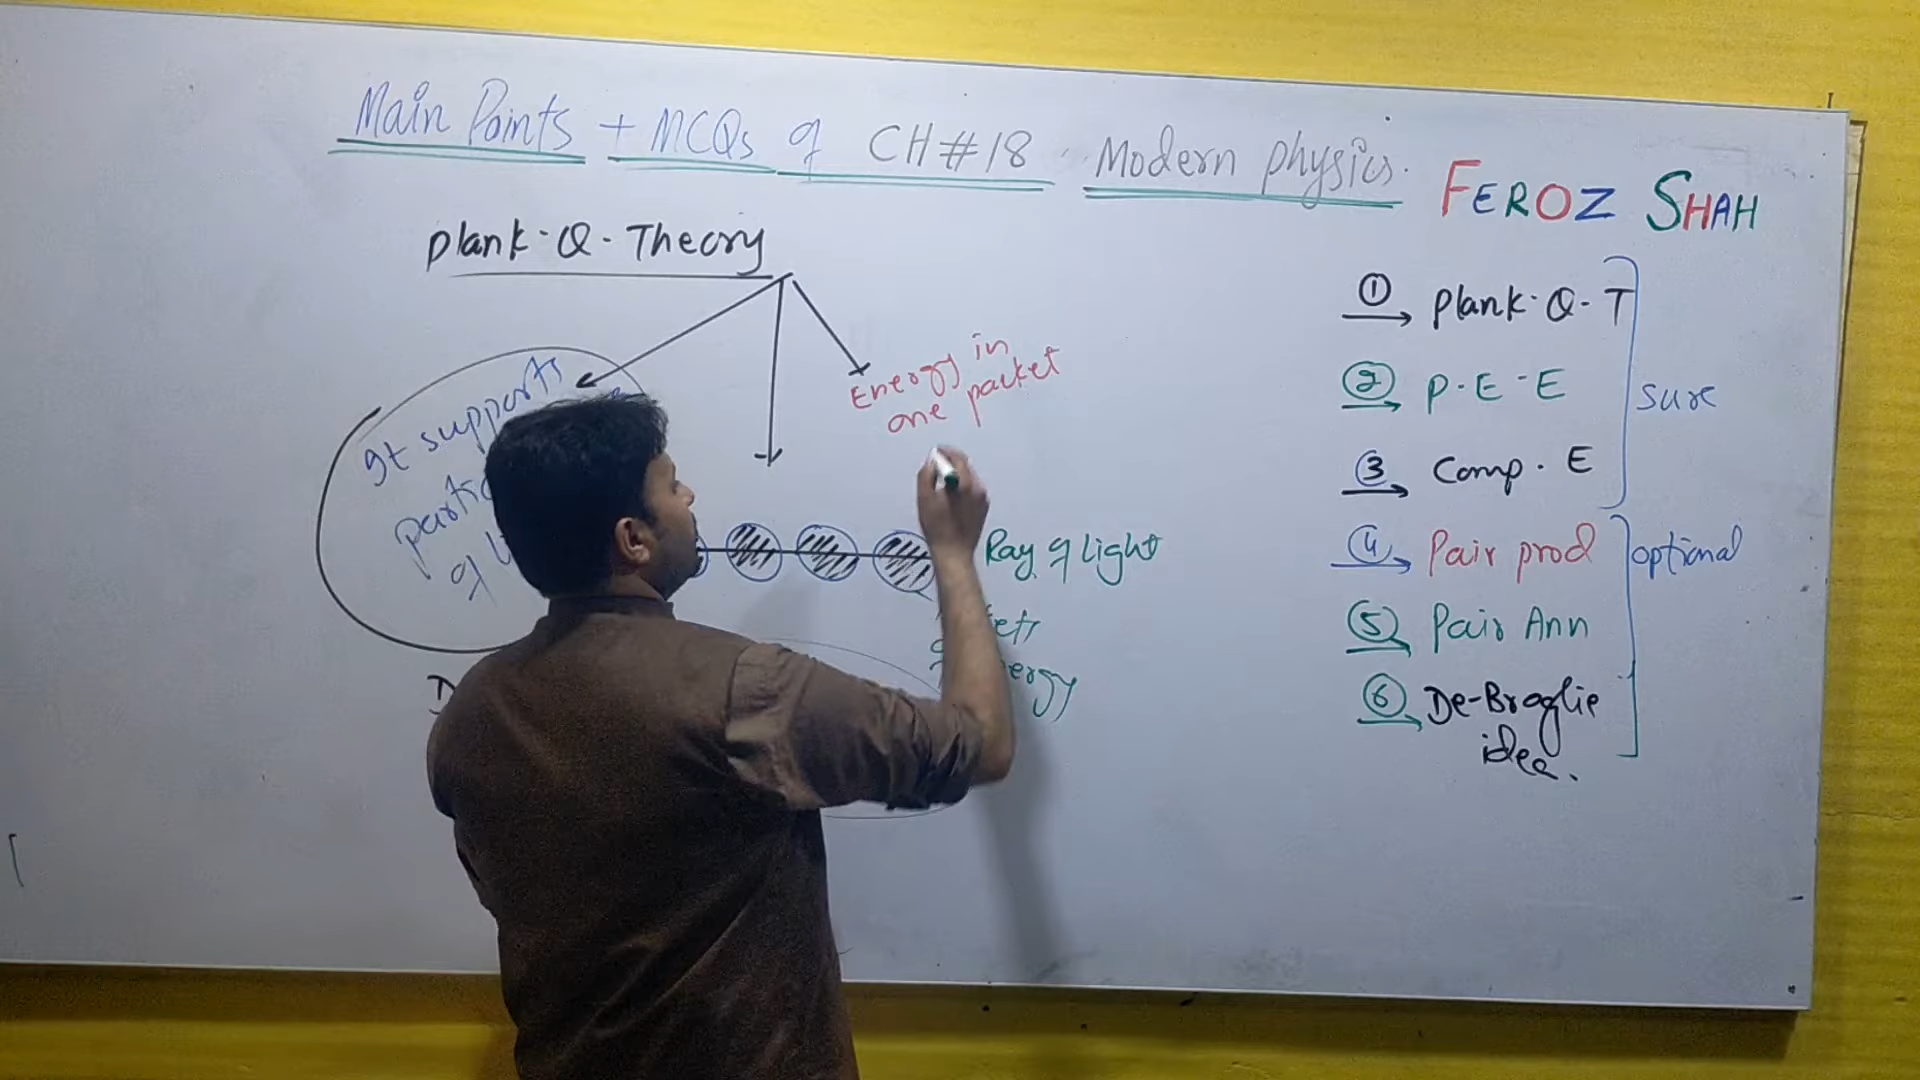 Main Points + MCQs of CH#18 Modern physics.
FEROZ SHAH
Plank-Q-Theory
It supports
of
Energy in
one packet
Ray of light
① Plank-Q-T
② P-E-E
③ Comp. E
sure
④ Pair prod
⑤ Pair Ann
⑥ De-Broglie
idea.
optional